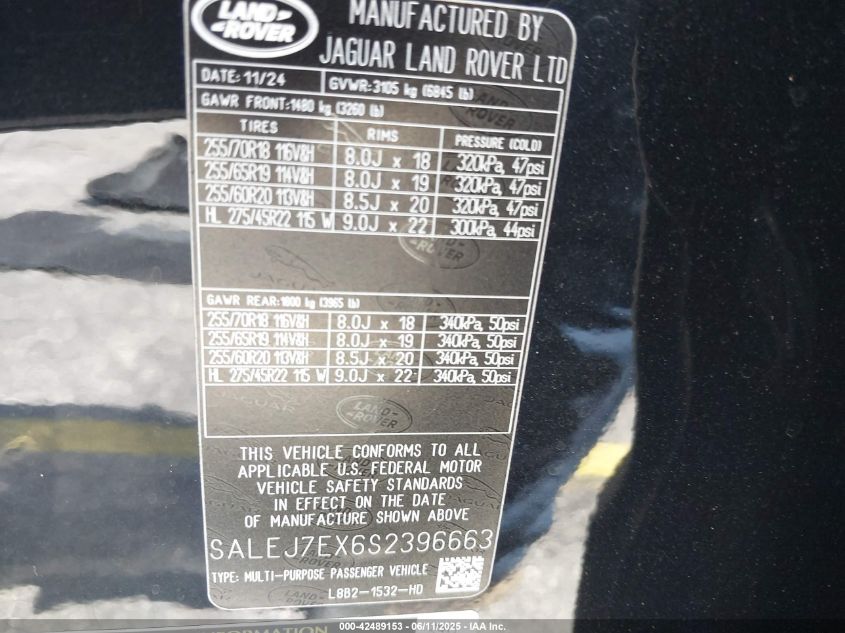 LAND
ROVER
MANUFACTURED BY
JAGUAR LAND ROVER LTD
DATE: 11/24 GVWR: 3105 kg (6845 lb)
GAWR FRONT: 1480 kg (3260 lb)
TIRES RIMS PRESSURE (COLD)
255/70R18 116V8H 8.0J x 18 320kPa, 47psi
255/65R19 114V8H 8.0J x 19 320kPa, 47psi
255/60R20 113V8H 8.5J x 20 320kPa, 47psi
HL 275/45R22 115 W 9.0J x 22 300kPa, 44psi
GAWR REAR: 1800 kg (3965 lb)
255/70R18 116V8H 8.0J x 18 340kPa, 50psi
255/65R19 114V8H 8.0J x 19 340kPa, 50psi
255/60R20 113V8H 8.5J x 20 340kPa, 50psi
HL 275/45R22 115 W 9.0J x 22 340kPa, 50psi
THIS VEHICLE CONFORMS TO ALL
APPLICABLE U.S. FEDERAL MOTOR
VEHICLE SAFETY STANDARDS
IN EFFECT ON THE DATE
OF MANUFACTURE SHOWN ABOVE
SALEJ7EX6S2396663
TYPE: MULTI-PURPOSE PASSENGER VEHICLE
L8B2-1532-HD
INFORMATION
000-42489153 - 06/11/2025 - IAA Inc.